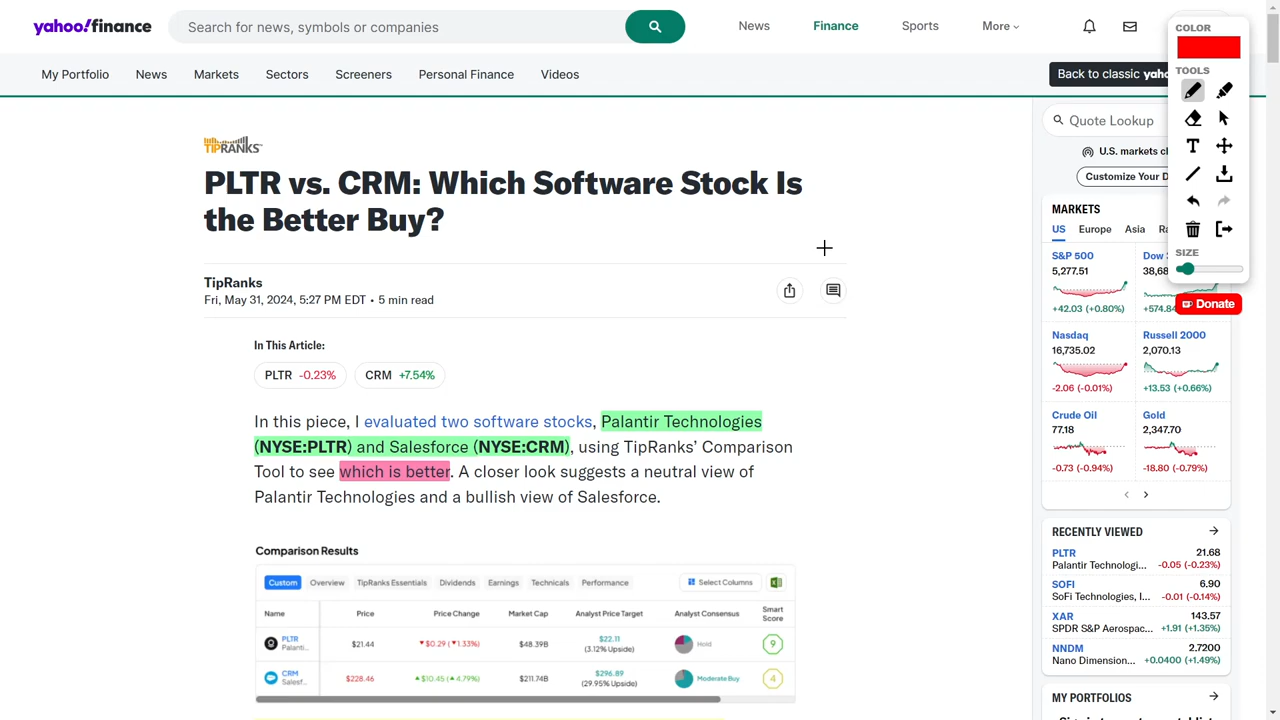 yahoo!finance
Search for news, symbols or companies
News
Finance
Sports
More
My Portfolio
News
Markets
Sectors
Screeners
Personal Finance
Videos
Back to classic yaho
COLOR
TOOLS
SIZE
Donate
TIPRANKS
PLTR vs. CRM: Which Software Stock Is
the Better Buy?
TipRanks
Fri, May 31, 2024, 5:27 PM EDT • 5 min read
In This Article:
PLTR -0.23%
CRM +7.54%
In this piece, I evaluated two software stocks, Palantir Technologies
(NYSE:PLTR) and Salesforce (NYSE:CRM), using TipRanks’ Comparison
Tool to see which is better. A closer look suggests a neutral view of
Palantir Technologies and a bullish view of Salesforce.
Comparison Results
Custom Overview TipRanks Essentials Dividends Earnings Technicals Performance Select Columns
Name Price Price Change Market Cap Analyst Price Target Analyst Consensus Smart Score
PLTR Palanti... $21.44 ▼$0.29 (▼1.33%) $48.39B $22.11 (3.12% Upside) Hold 9
CRM Salesf... $228.46 ▲$10.45 (▲4.79%) $211.74B $296.89 (29.95% Upside) Moderate Buy 4
Quote Lookup
U.S. markets cl
Customize Your D
MARKETS
US Europe Asia Ra
S&P 500
5,277.51
+42.03 (+0.80%)
Dow
38,68
+574.84
Nasdaq
16,735.02
-2.06 (-0.01%)
Russell 2000
2,070.13
+13.53 (+0.66%)
Crude Oil
77.18
-0.73 (-0.94%)
Gold
2,347.70
-18.80 (-0.79%)
RECENTLY VIEWED
PLTR 21.68
Palantir Technologi... -0.05 (-0.23%)
SOFI 6.90
SoFi Technologies, I... -0.01 (-0.14%)
XAR 143.57
SPDR S&P Aerospac... +1.91 (+1.35%)
NNDM 2.7200
Nano Dimension... +0.0400 (+1.49%)
MY PORTFOLIOS